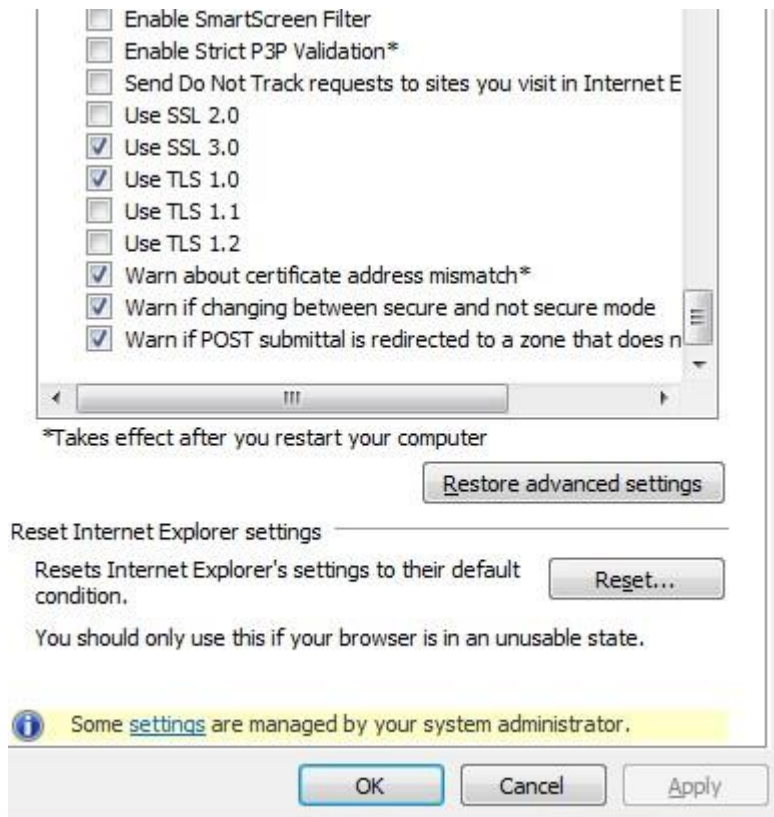 Enable SmartScreen Filter
Enable Strict P3P Validation*
Send Do Not Track requests to sites you visit in Internet E
Use SSL 2.0
Use SSL 3.0
Use TLS 1.0
Use TLS 1.1
Use TLS 1.2
Warn about certificate address mismatch*
Warn if changing between secure and not secure mode
Warn if POST submittal is redirected to a zone that does n
*Takes effect after you restart your computer
Restore advanced settings
Reset Internet Explorer settings
Resets Internet Explorer's settings to their default
condition.
Reset...
You should only use this if your browser is in an unusable state.
Some settings are managed by your system administrator.
OK Cancel Apply